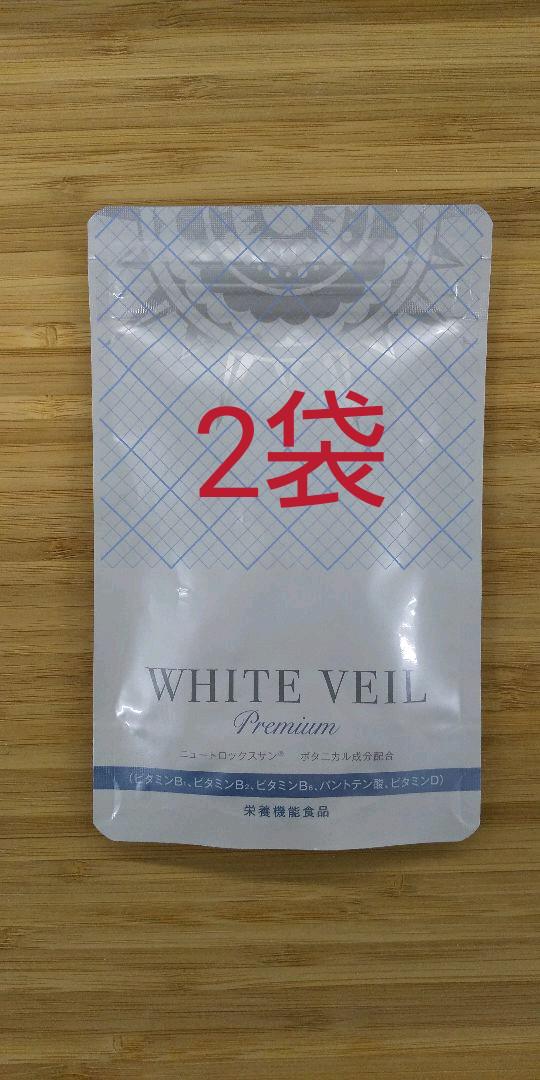 2袋
WHITE VEIL
Premium
ニュートロックスサン® ボタニカル成分配合
(ビタミンB₁、ビタミンB₂、ビタミンB₆、パントテン酸、ビタミンD)
栄養機能食品